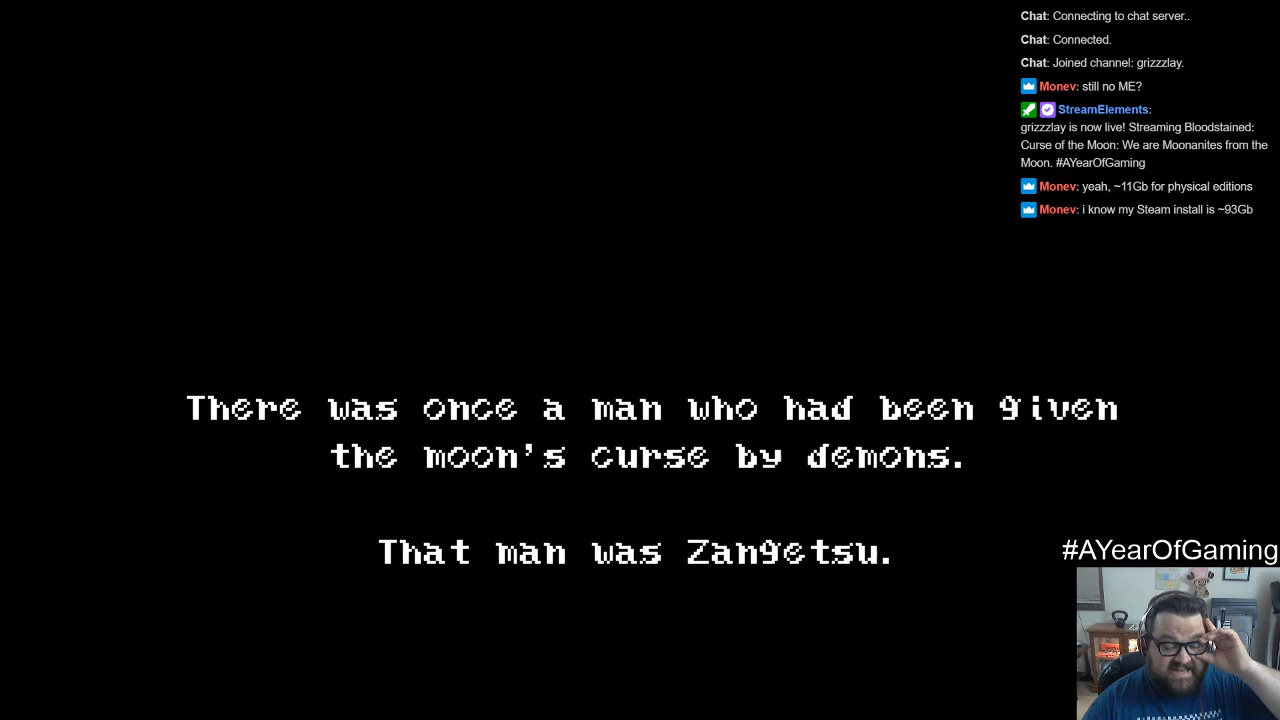 Chat: Connecting to chat server..
Chat: Connected.
Chat: Joined channel: grizzzlay.
Monev: still no ME?
StreamElements:
grizzzlay is now live! Streaming Bloodstained:
Curse of the Moon: We are Moonanites from the
Moon. #AYearOfGaming
Monev: yeah, ~11Gb for physical editions
Monev: i know my Steam install is ~93Gb
There was once a man who had been given
the moon's curse by demons.
That man was Zangetsu.
#AYearOfGaming